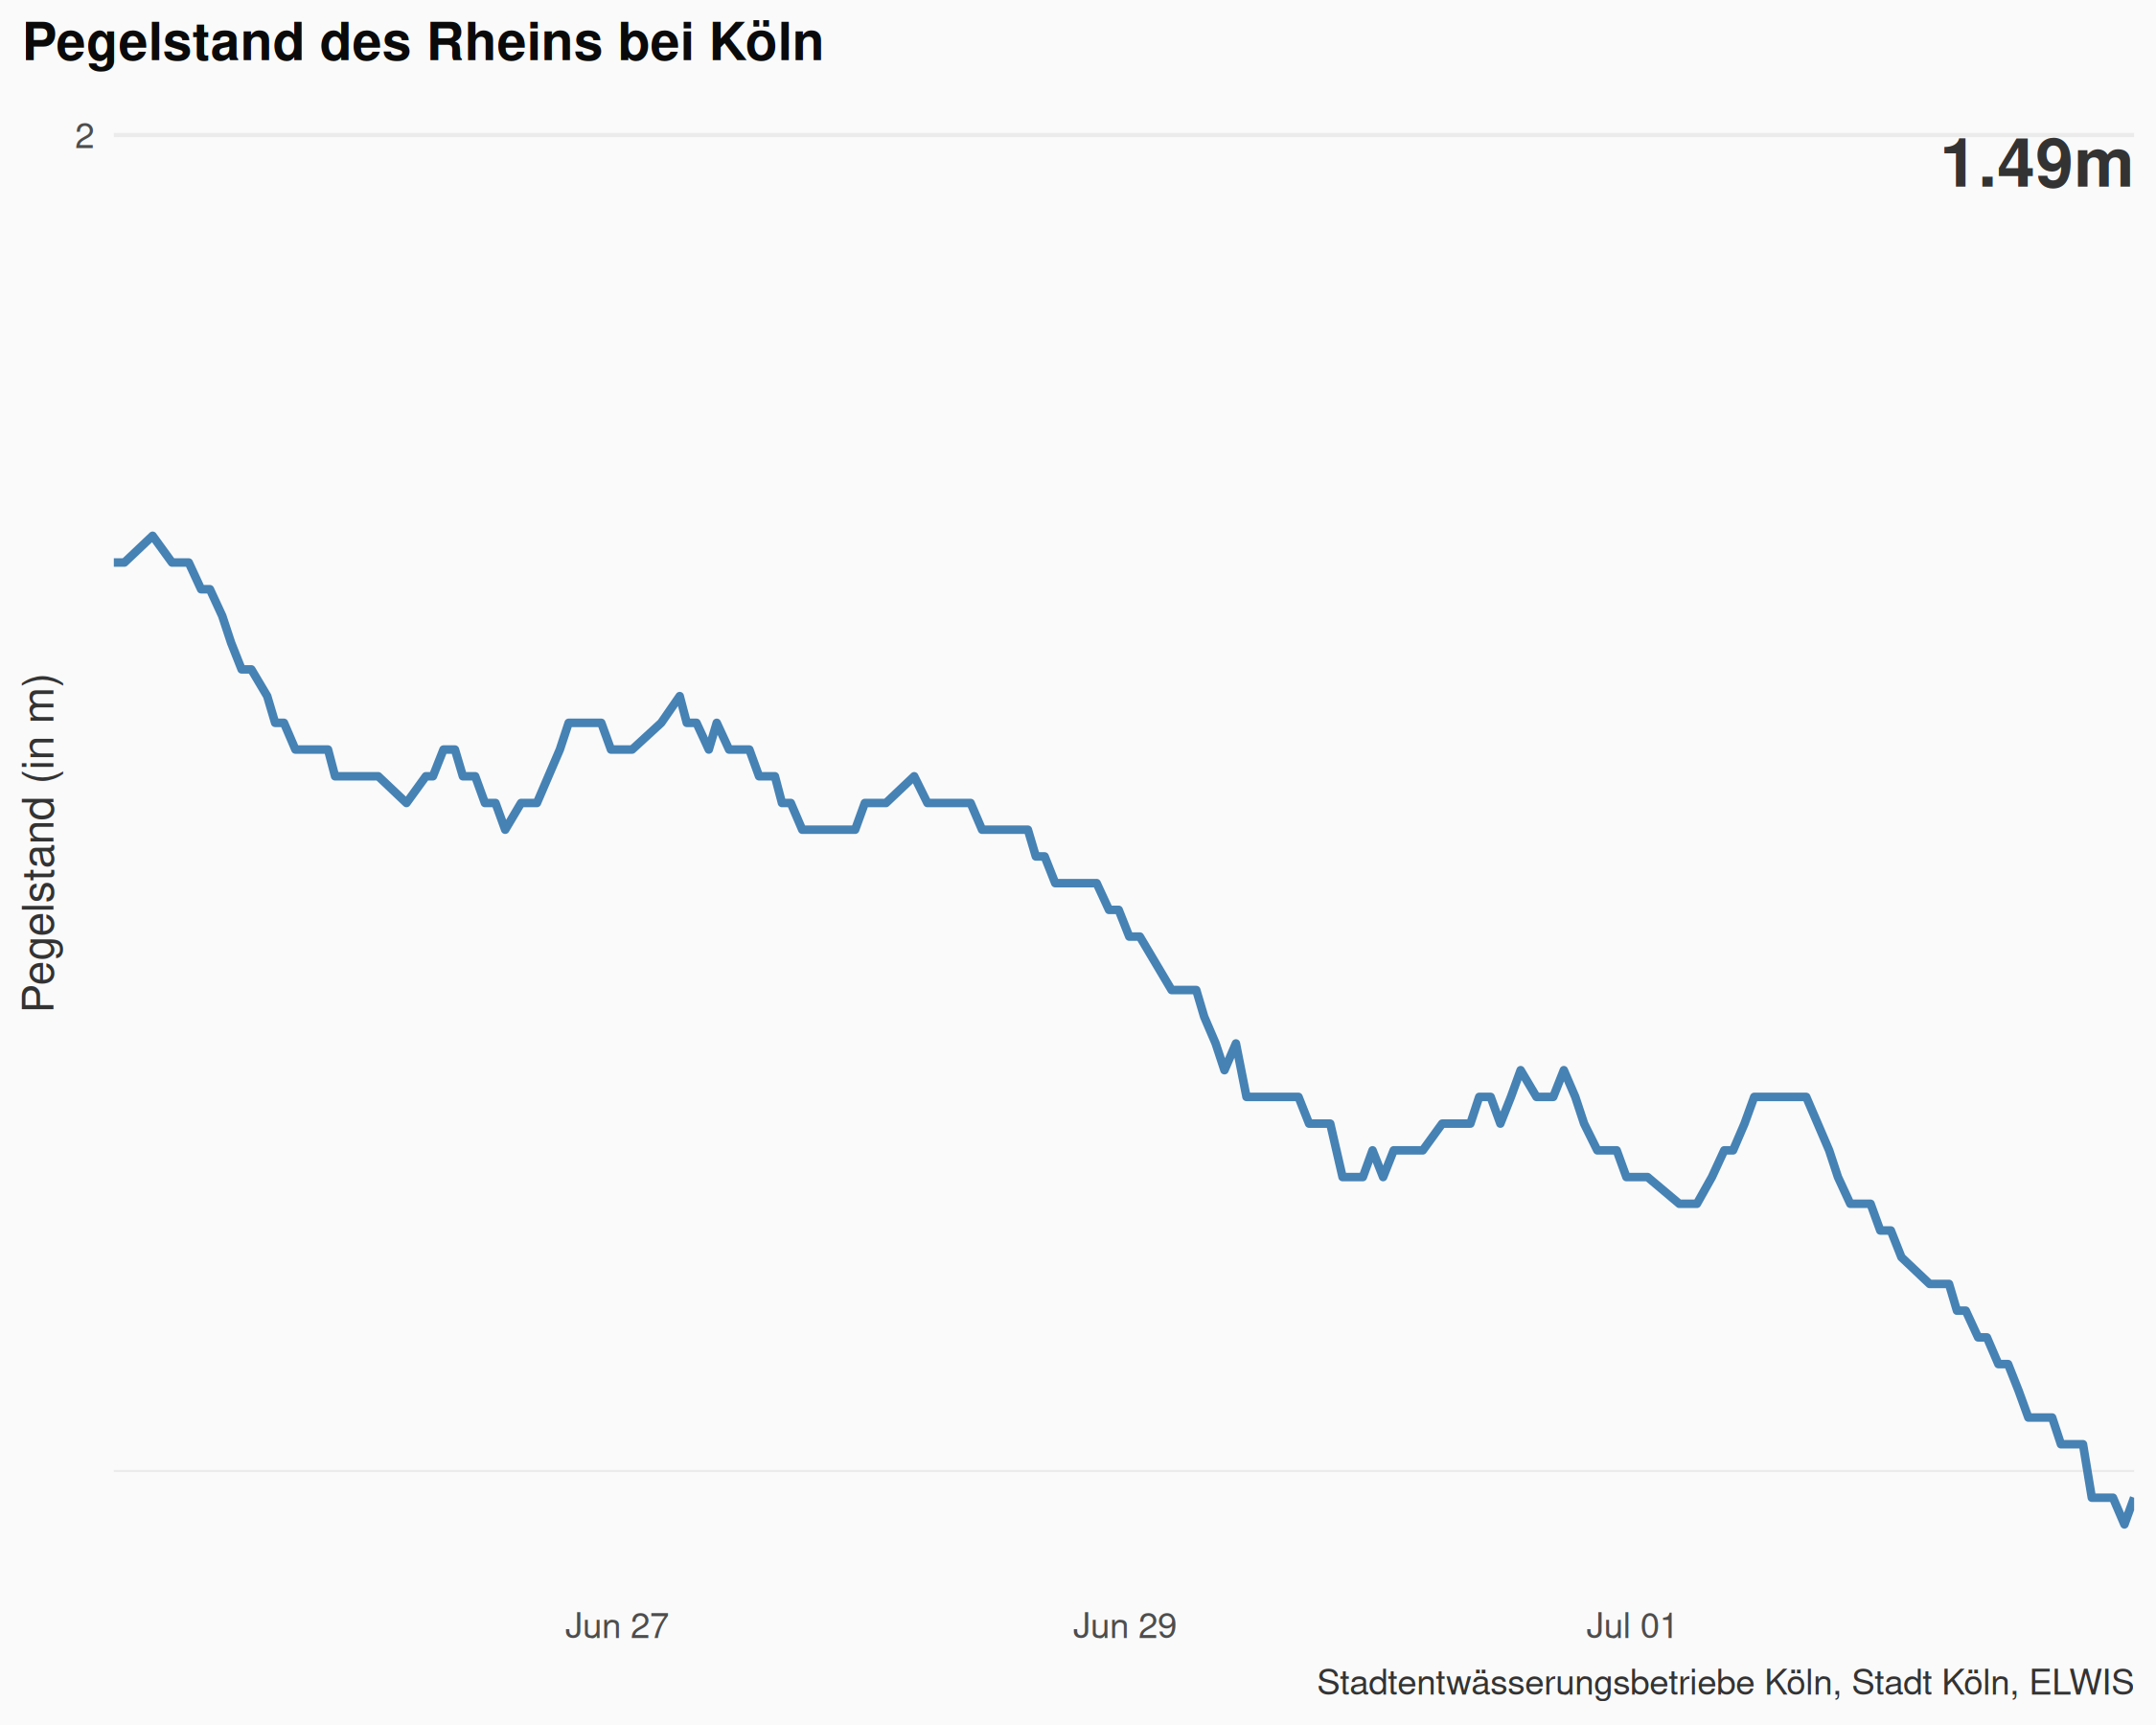 Pegelstand des Rheins bei Köln
2
1.49m
Pegelstand (in m)
Jun 27
Jun 29
Jul 01
Stadtentwässerungsbetriebe Köln, Stadt Köln, ELWIS